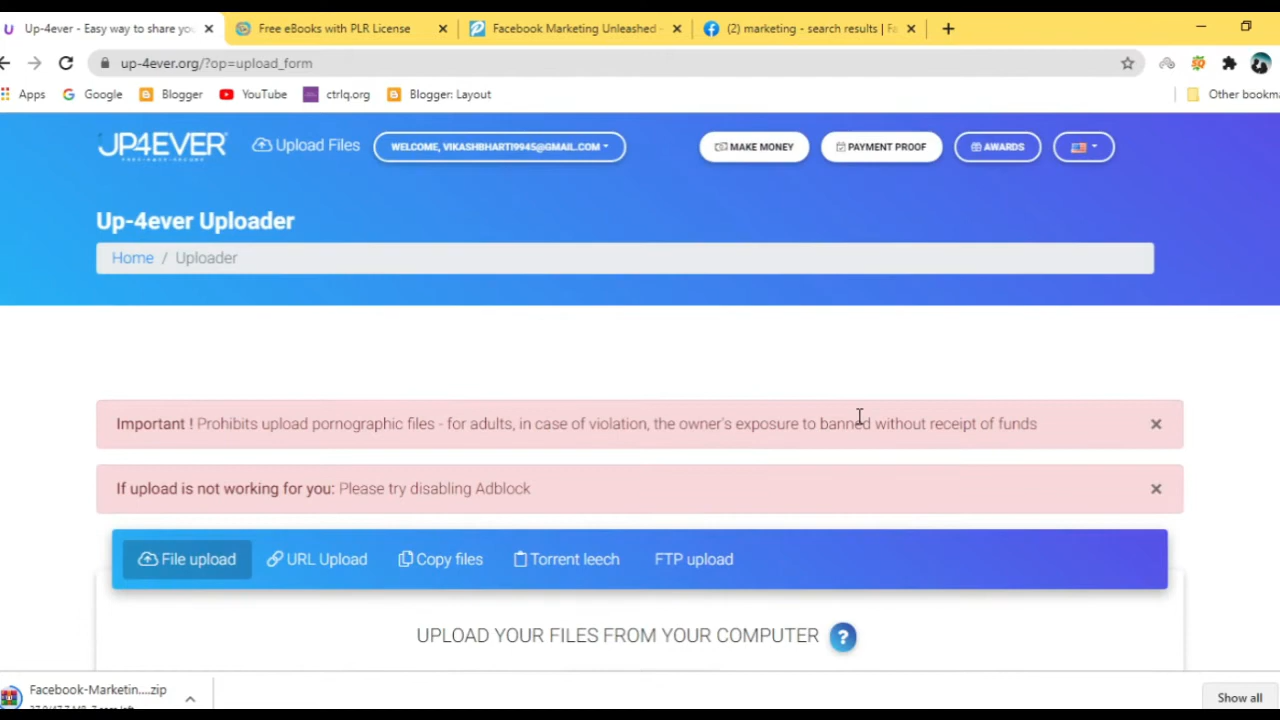 Up-4ever - Easy way to share you
Free eBooks with PLR License
Facebook Marketing Unleashed -
(2) marketing - search results | Fa
up-4ever.org/?op=upload_form
Apps
Google
Blogger
YouTube
ctrlq.org
Blogger: Layout
Other bookma
UP4EVER
Upload Files
WELCOME, VIKASHBHARTI9945@GMAIL.COM
MAKE MONEY
PAYMENT PROOF
AWARDS
Up-4ever Uploader
Home / Uploader
Important ! Prohibits upload pornographic files - for adults, in case of violation, the owner's exposure to banned without receipt of funds
If upload is not working for you: Please try disabling Adblock
File upload
URL Upload
Copy files
Torrent leech
FTP upload
UPLOAD YOUR FILES FROM YOUR COMPUTER ?
Facebook-Marketin....zip
Show all